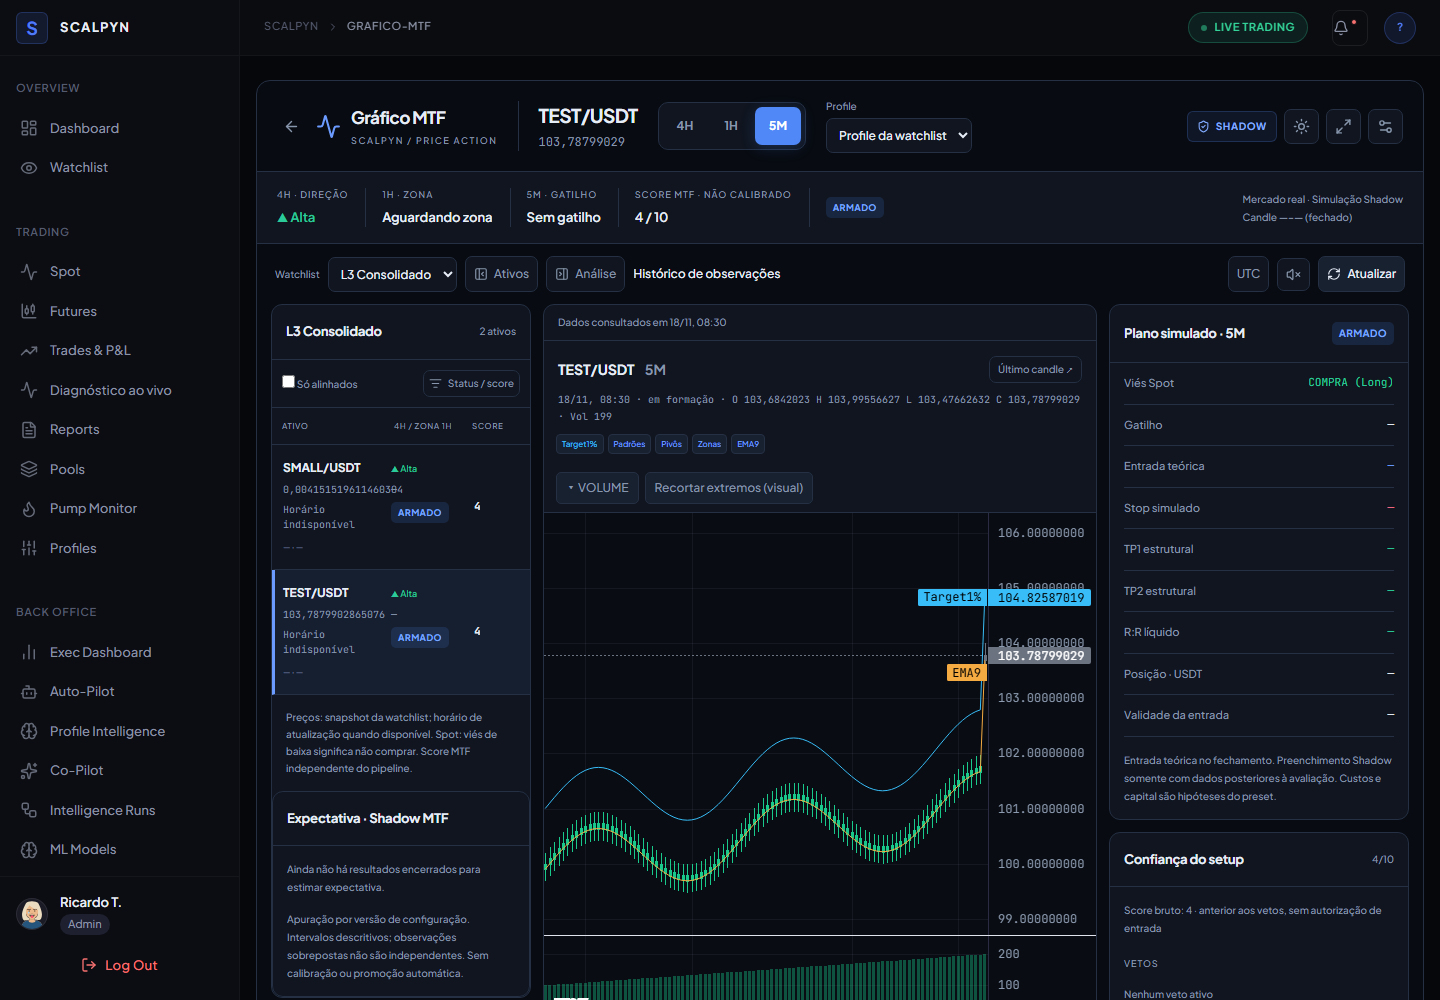 S SCALPYN
SCALPYN > GRAFICO-MTF
LIVE TRADING
?
OVERVIEW
Dashboard
Watchlist
TRADING
Spot
Futures
Trades & P&L
Diagnóstico ao vivo
Reports
Pools
Pump Monitor
Profiles
BACK OFFICE
Exec Dashboard
Auto-Pilot
Profile Intelligence
Co-Pilot
Intelligence Runs
ML Models
Ricardo T.
Admin
Log Out
Gráfico MTF
SCALPYN / PRICE ACTION
TEST/USDT
103,78799029
4H 1H 5M
Profile
Profile da watchlist
SHADOW
4H · DIREÇÃO
▲ Alta
1H · ZONA
Aguardando zona
5M · GATILHO
Sem gatilho
SCORE MTF · NÃO CALIBRADO
4 / 10
ARMADO
Mercado real · Simulação Shadow
Candle —-— (fechado)
Watchlist
L3 Consolidado
Ativos
Análise
Histórico de observações
UTC
Atualizar
L3 Consolidado
2 ativos
Só alinhados
Status / score
ATIVO 4H / ZONA 1H SCORE
SMALL/USDT ▲ Alta
Horário indisponível
ARMADO
4
—·—
TEST/USDT ▲ Alta
103,7879902865076 —
Horário indisponível
ARMADO
4
—·—
Preços: snapshot da watchlist; horário de
atualização quando disponível. Spot: viés de
baixa significa não comprar. Score MTF
independente do pipeline.
Expectativa · Shadow MTF
Ainda não há resultados encerrados para
estimar expectativa.
Apuração por versão de configuração.
Intervalos descritivos; observações
sobrepostas não são independentes. Sem
calibração ou promoção automática.
Dados consultados em 18/11, 08:30
TEST/USDT 5M
Último candle ↗
18/11, 08:30 · em formação · O 103,6842023 H 103,99556627 L 103,47662632 C 103,78799029
· Vol 199
Target1% Padrões Pivôs Zonas EMA9
▾ VOLUME
Recortar extremos (visual)
106.00000000
105.00000000
Target1% 104.82587019
104.00000000
103.78799029
EMA9
103.00000000
102.00000000
101.00000000
100.00000000
99.00000000
200
100
Plano simulado · 5M
ARMADO
Viés Spot COMPRA (Long)
Gatilho —
Entrada teórica —
Stop simulado —
TP1 estrutural —
TP2 estrutural —
R:R líquido —
Posição · USDT —
Validade da entrada —
Entrada teórica no fechamento. Preenchimento Shadow
somente com dados posteriores à avaliação. Custos e
capital são hipóteses do preset.
Confiança do setup
4/10
Score bruto: 4 · anterior aos vetos, sem autorização de
entrada
VETOS
Nenhum veto ativo